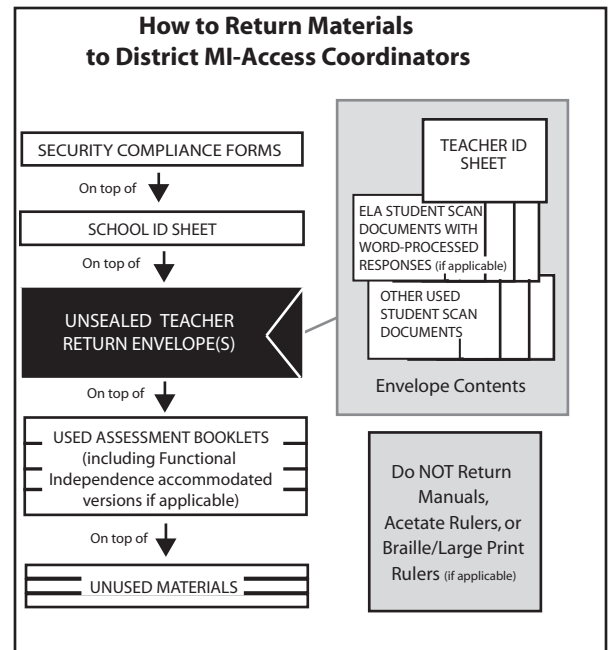 How to Return Materials
to District MI-Access Coordinators
SECURITY COMPLIANCE FORMS
On top of
SCHOOL ID SHEET
On top of
UNSEALED TEACHER
RETURN ENVELOPE(S)
On top of
USED ASSESSMENT BOOKLETS
(including Functional
Independence accommodated
versions if applicable)
On top of
UNUSED MATERIALS
TEACHER ID
SHEET
ELA STUDENT SCAN
DOCUMENTS WITH
WORD-PROCESSED
RESPONSES (if applicable)
OTHER USED
STUDENT SCAN
DOCUMENTS
Envelope Contents
Do NOT Return
Manuals,
Acetate Rulers, or
Braille/Large Print
Rulers (if applicable)